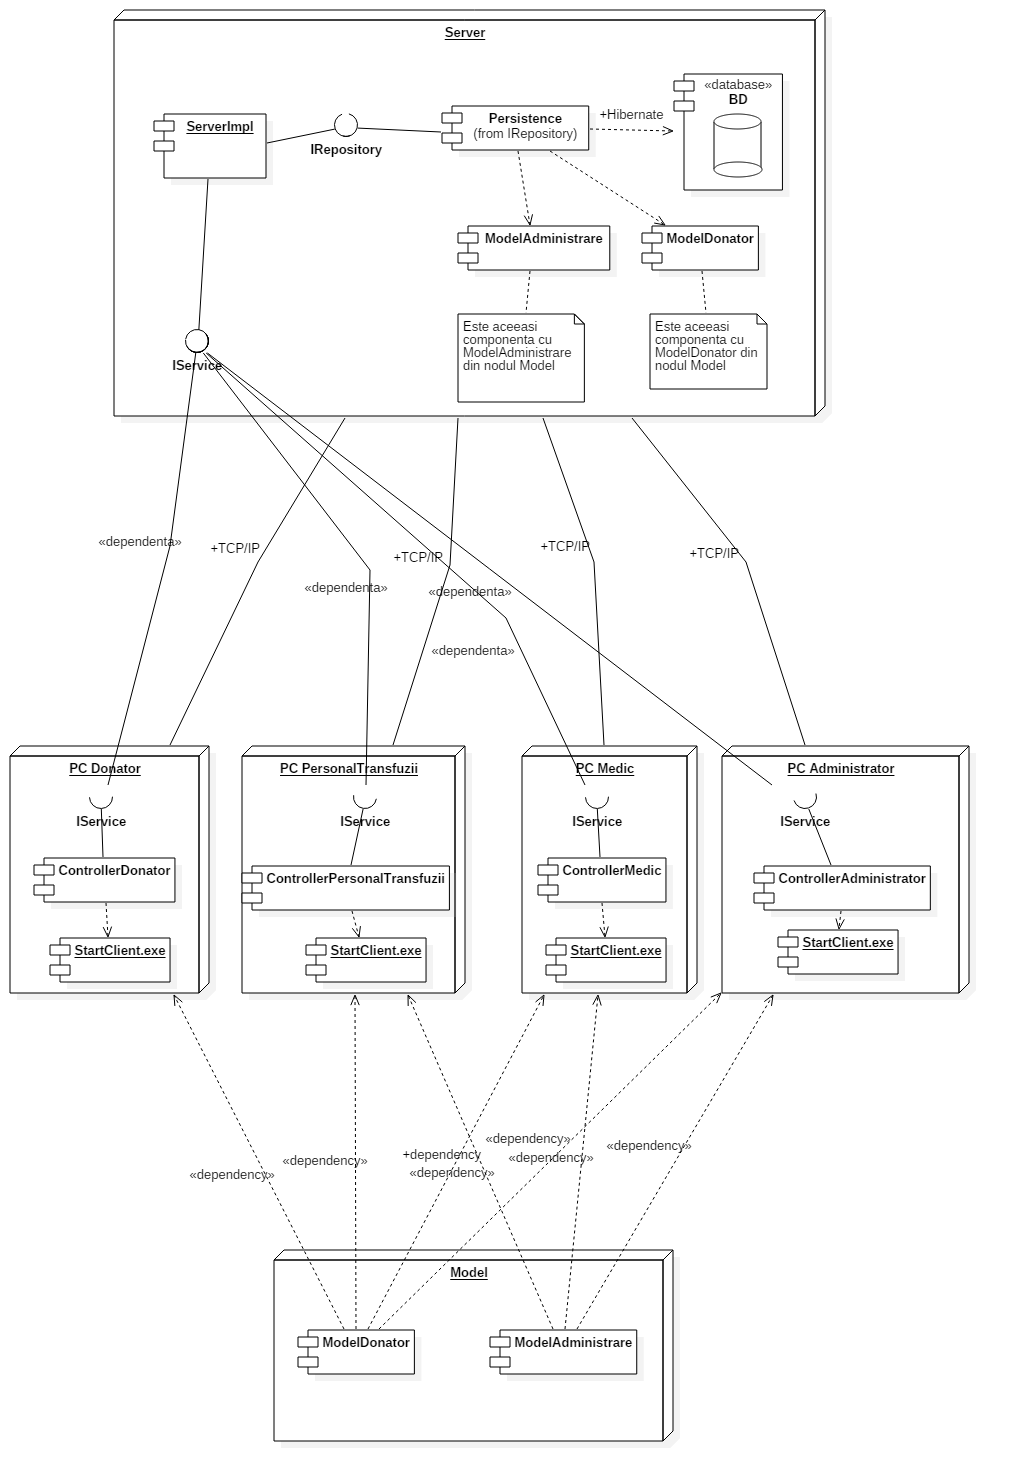 Server
«database»
BD
+Hibernate
Persistence
(from IRepository)
ServerImpl
IRepository
ModelAdministrare
ModelDonator
Este aceeasi
componenta cu
ModelAdministrare
din nodul Model
Este aceeasi
componenta cu
ModelDonator din
nodul Model
IService
«dependenta»
+TCP/IP
+TCP/IP
+TCP/IP
+TCP/IP
«dependenta»
«dependenta»
«dependenta»
PC Donator
PC PersonalTransfuzii
PC Medic
PC Administrator
IService
IService
IService
IService
ControllerDonator
ControllerPersonalTransfuzii
ControllerMedic
ControllerAdministrator
StartClient.exe
StartClient.exe
StartClient.exe
StartClient.exe
«dependency»
«dependency»
+dependency
«dependency»
«dependency»
«dependency»
«dependency»
Model
ModelDonator
ModelAdministrare